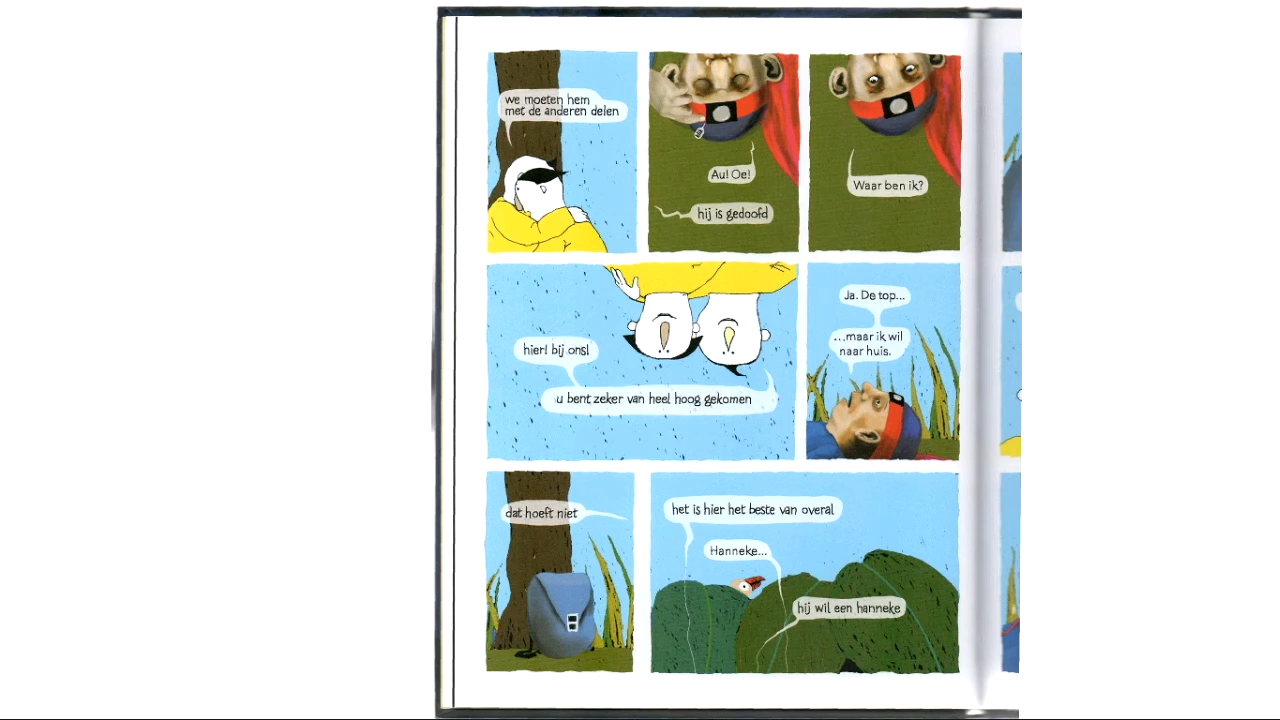 we moeten hem
met de anderen delen
Au! Oe!
hij is gedoofd
Waar ben ik?
hier! bij ons!
u bent zeker van heel hoog gekomen
Ja. De top...
...maar ik wil
naar huis.
dat hoeft niet
het is hier het beste van overal
Hanneke...
hij wil een hanneke